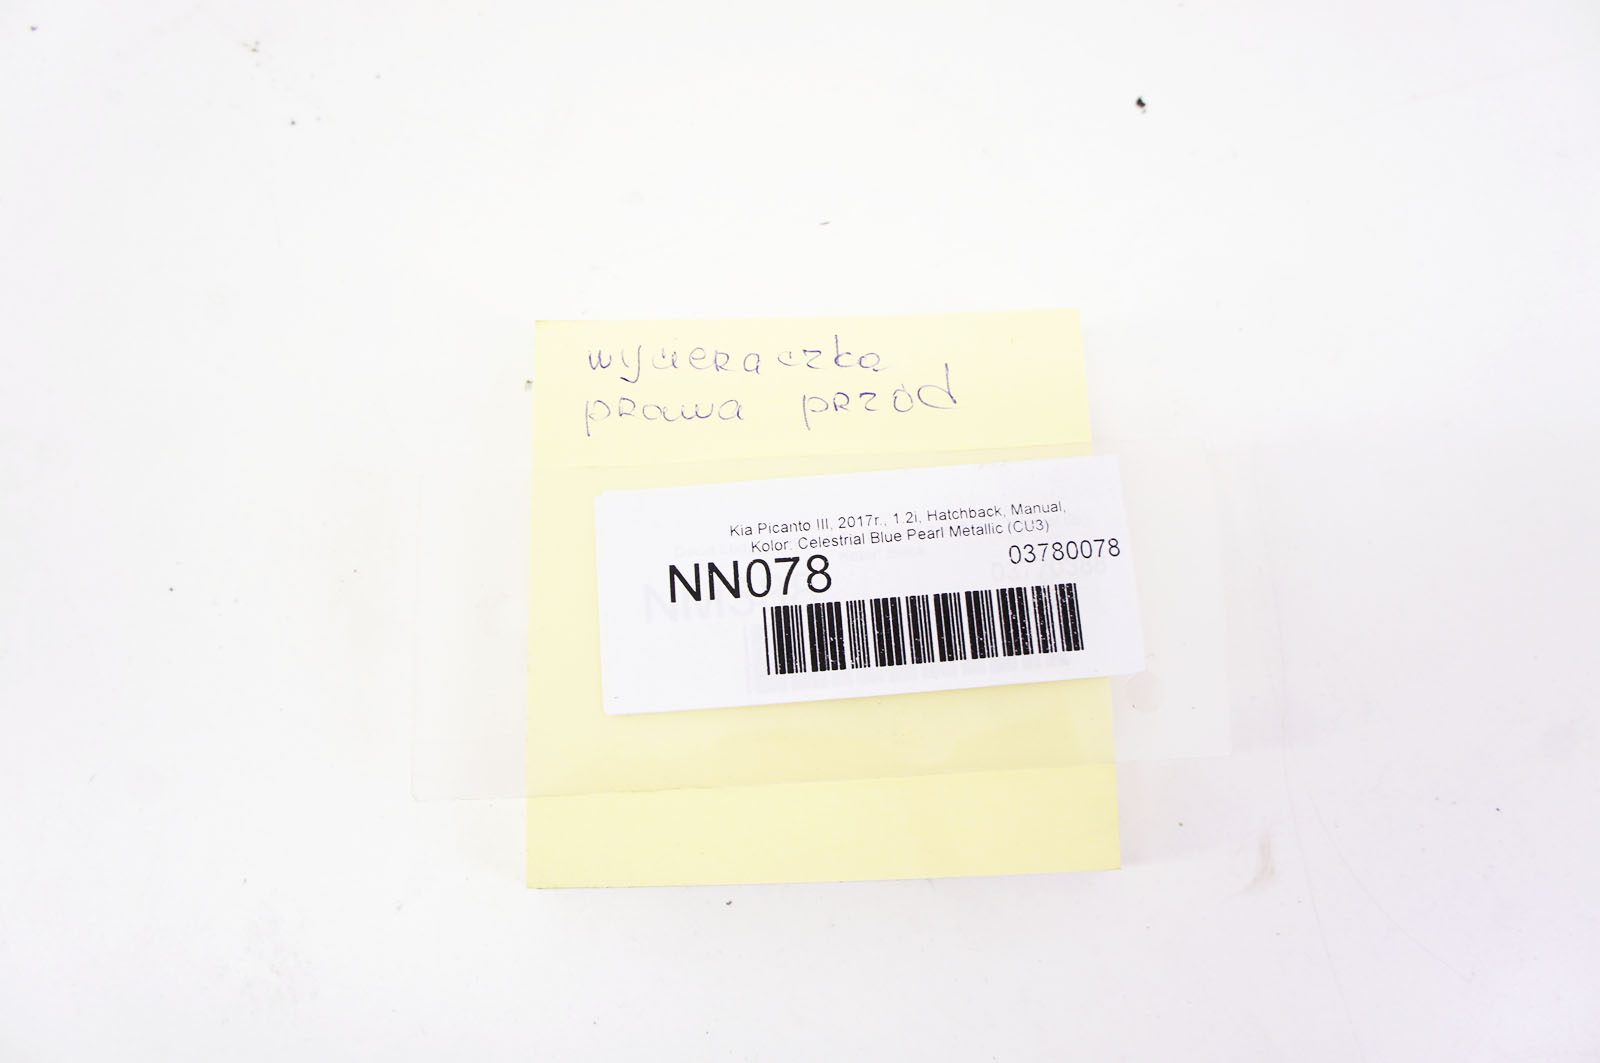 wycieraczka
prawa przód
Kia Picanto III, 2017r., 1.2i, Hatchback, Manual,
Kolor: Celestrial Blue Pearl Metallic (CU3)
03780078
NN078